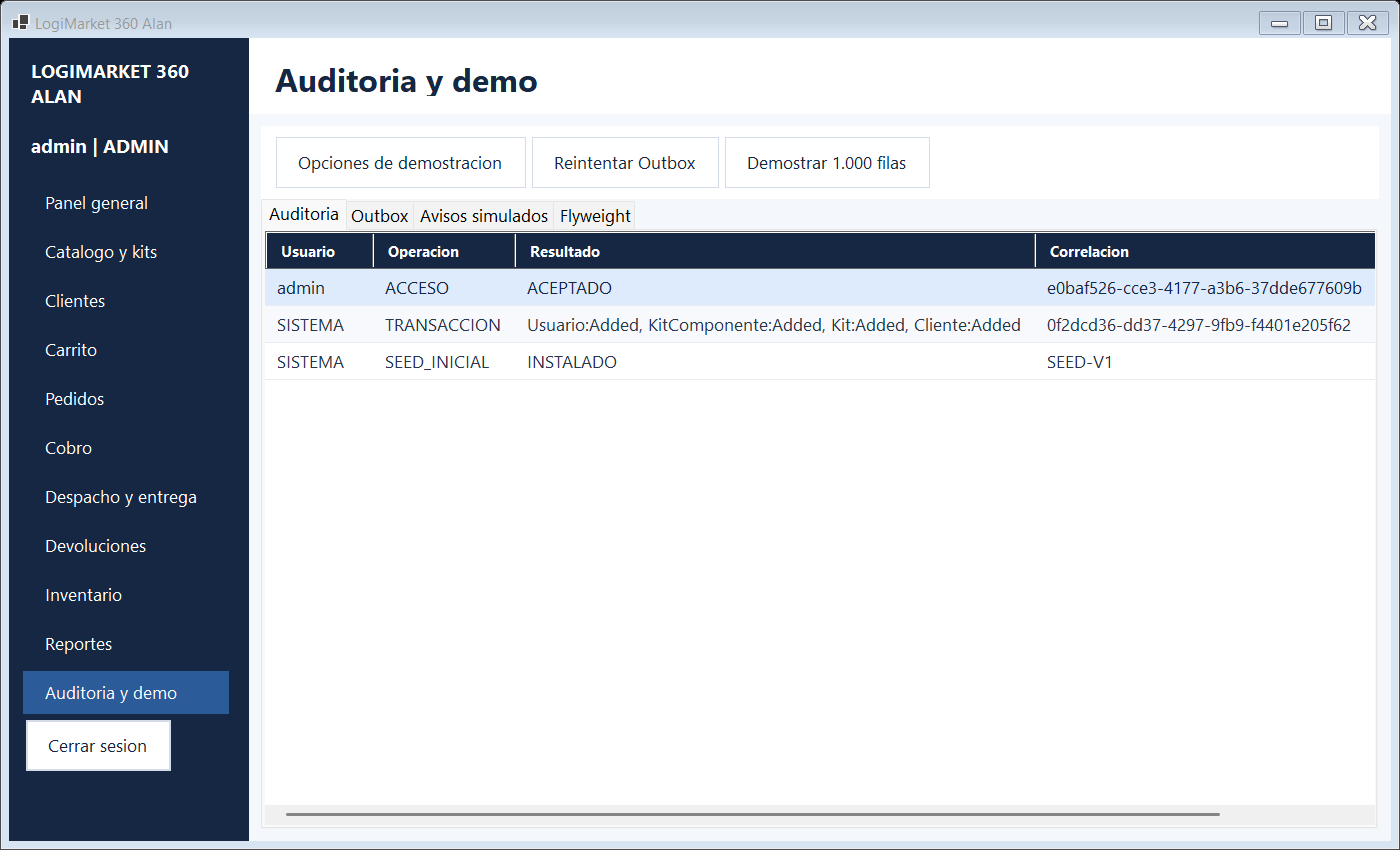 LogiMarket 360 Alan
LOGIMARKET 360
ALAN
admin | ADMIN
Panel general
Catalogo y kits
Clientes
Carrito
Pedidos
Cobro
Despacho y entrega
Devoluciones
Inventario
Reportes
Auditoria y demo
Cerrar sesion
Auditoria y demo
Opciones de demostracion Reintentar Outbox Demostrar 1.000 filas
Auditoria Outbox Avisos simulados Flyweight
Usuario Operacion Resultado Correlacion
admin ACCESO ACEPTADO e0baf526-cce3-4177-a3b6-37dde677609b
SISTEMA TRANSACCION Usuario:Added, KitComponente:Added, Kit:Added, Cliente:Added 0f2dcd36-dd37-4297-9fb9-f4401e205f62
SISTEMA SEED_INICIAL INSTALADO SEED-V1